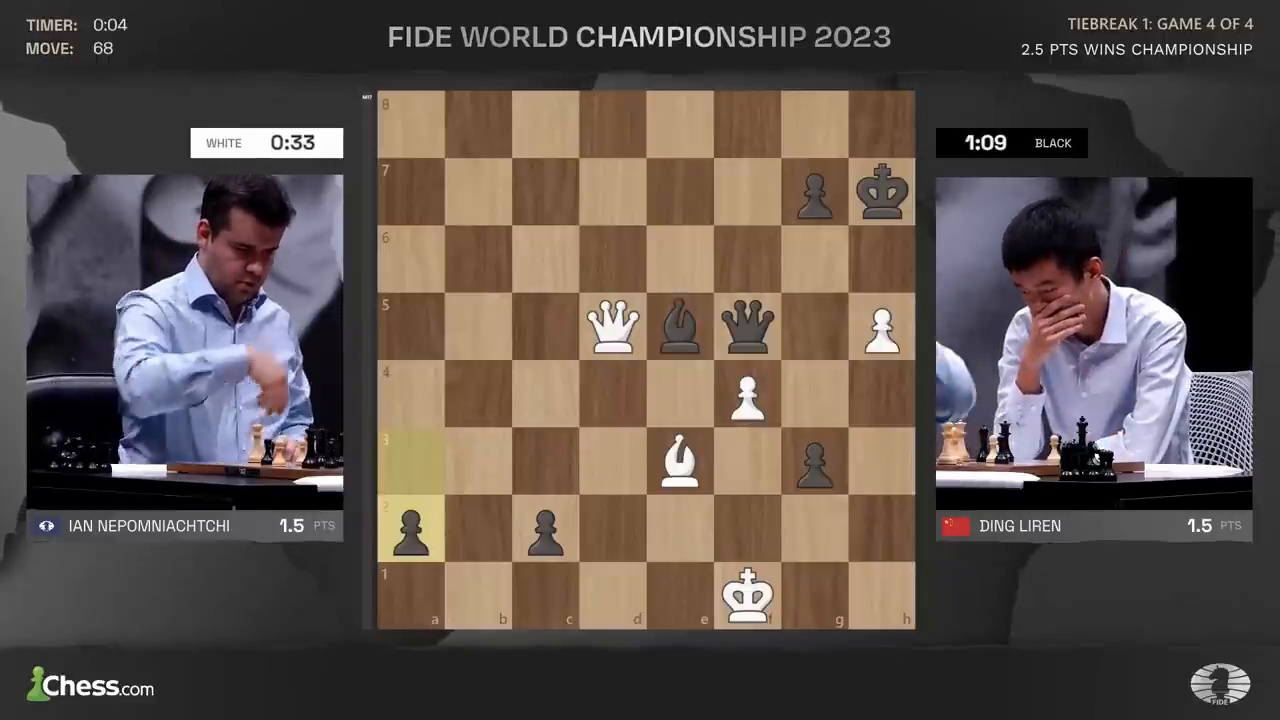 TIMER: 0:04
MOVE: 68
FIDE WORLD CHAMPIONSHIP 2023
TIEBREAK 1: GAME 4 OF 4
2.5 PTS WINS CHAMPIONSHIP
M17
WHITE 0:33
1:09 BLACK
8
7
6
5
4
3
2
1
a b c d e f g h
IAN NEPOMNIACHTCHI 1.5 PTS
DING LIREN 1.5 PTS
Chess.com
FIDE